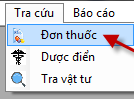 Tra cứu Báo cáo
Đơn thuốc
Dược điển
Tra vật tư